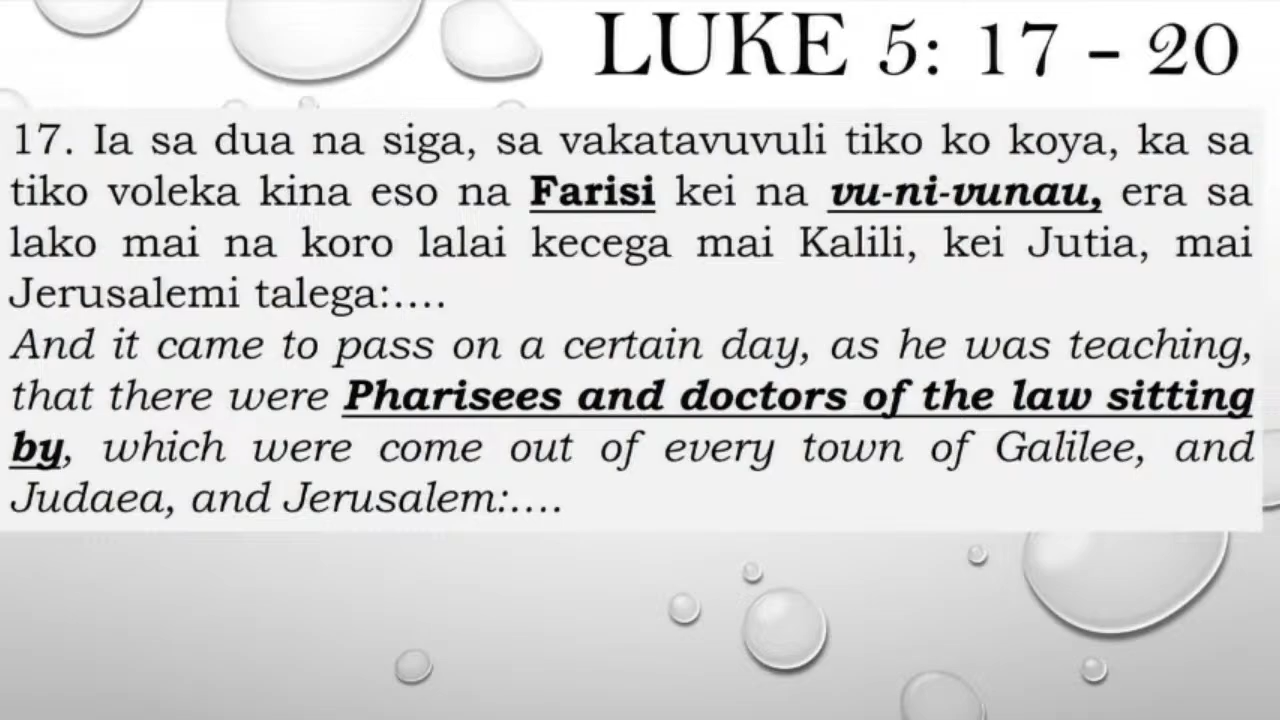 LUKE 5: 17 – 20
17. Ia sa dua na siga, sa vakatavuvuli tiko ko koya, ka sa
tiko voleka kina eso na Farisi kei na vu-ni-vunau, era sa
lako mai na koro lalai kecega mai Kalili, kei Jutia, mai
Jerusalemi talega:....
And it came to pass on a certain day, as he was teaching,
that there were Pharisees and doctors of the law sitting
by, which were come out of every town of Galilee, and
Judaea, and Jerusalem:....